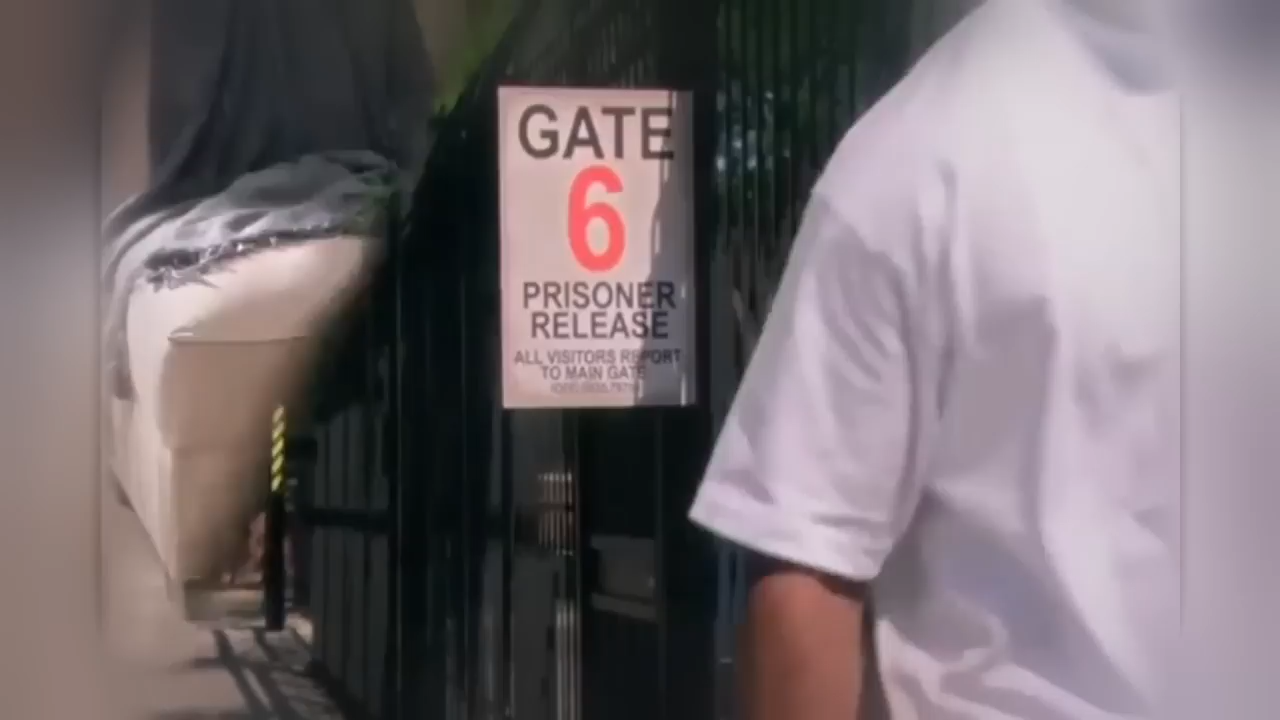 GATE
6
PRISONER
RELEASE
ALL VISITORS REPORT
TO MAIN GATE